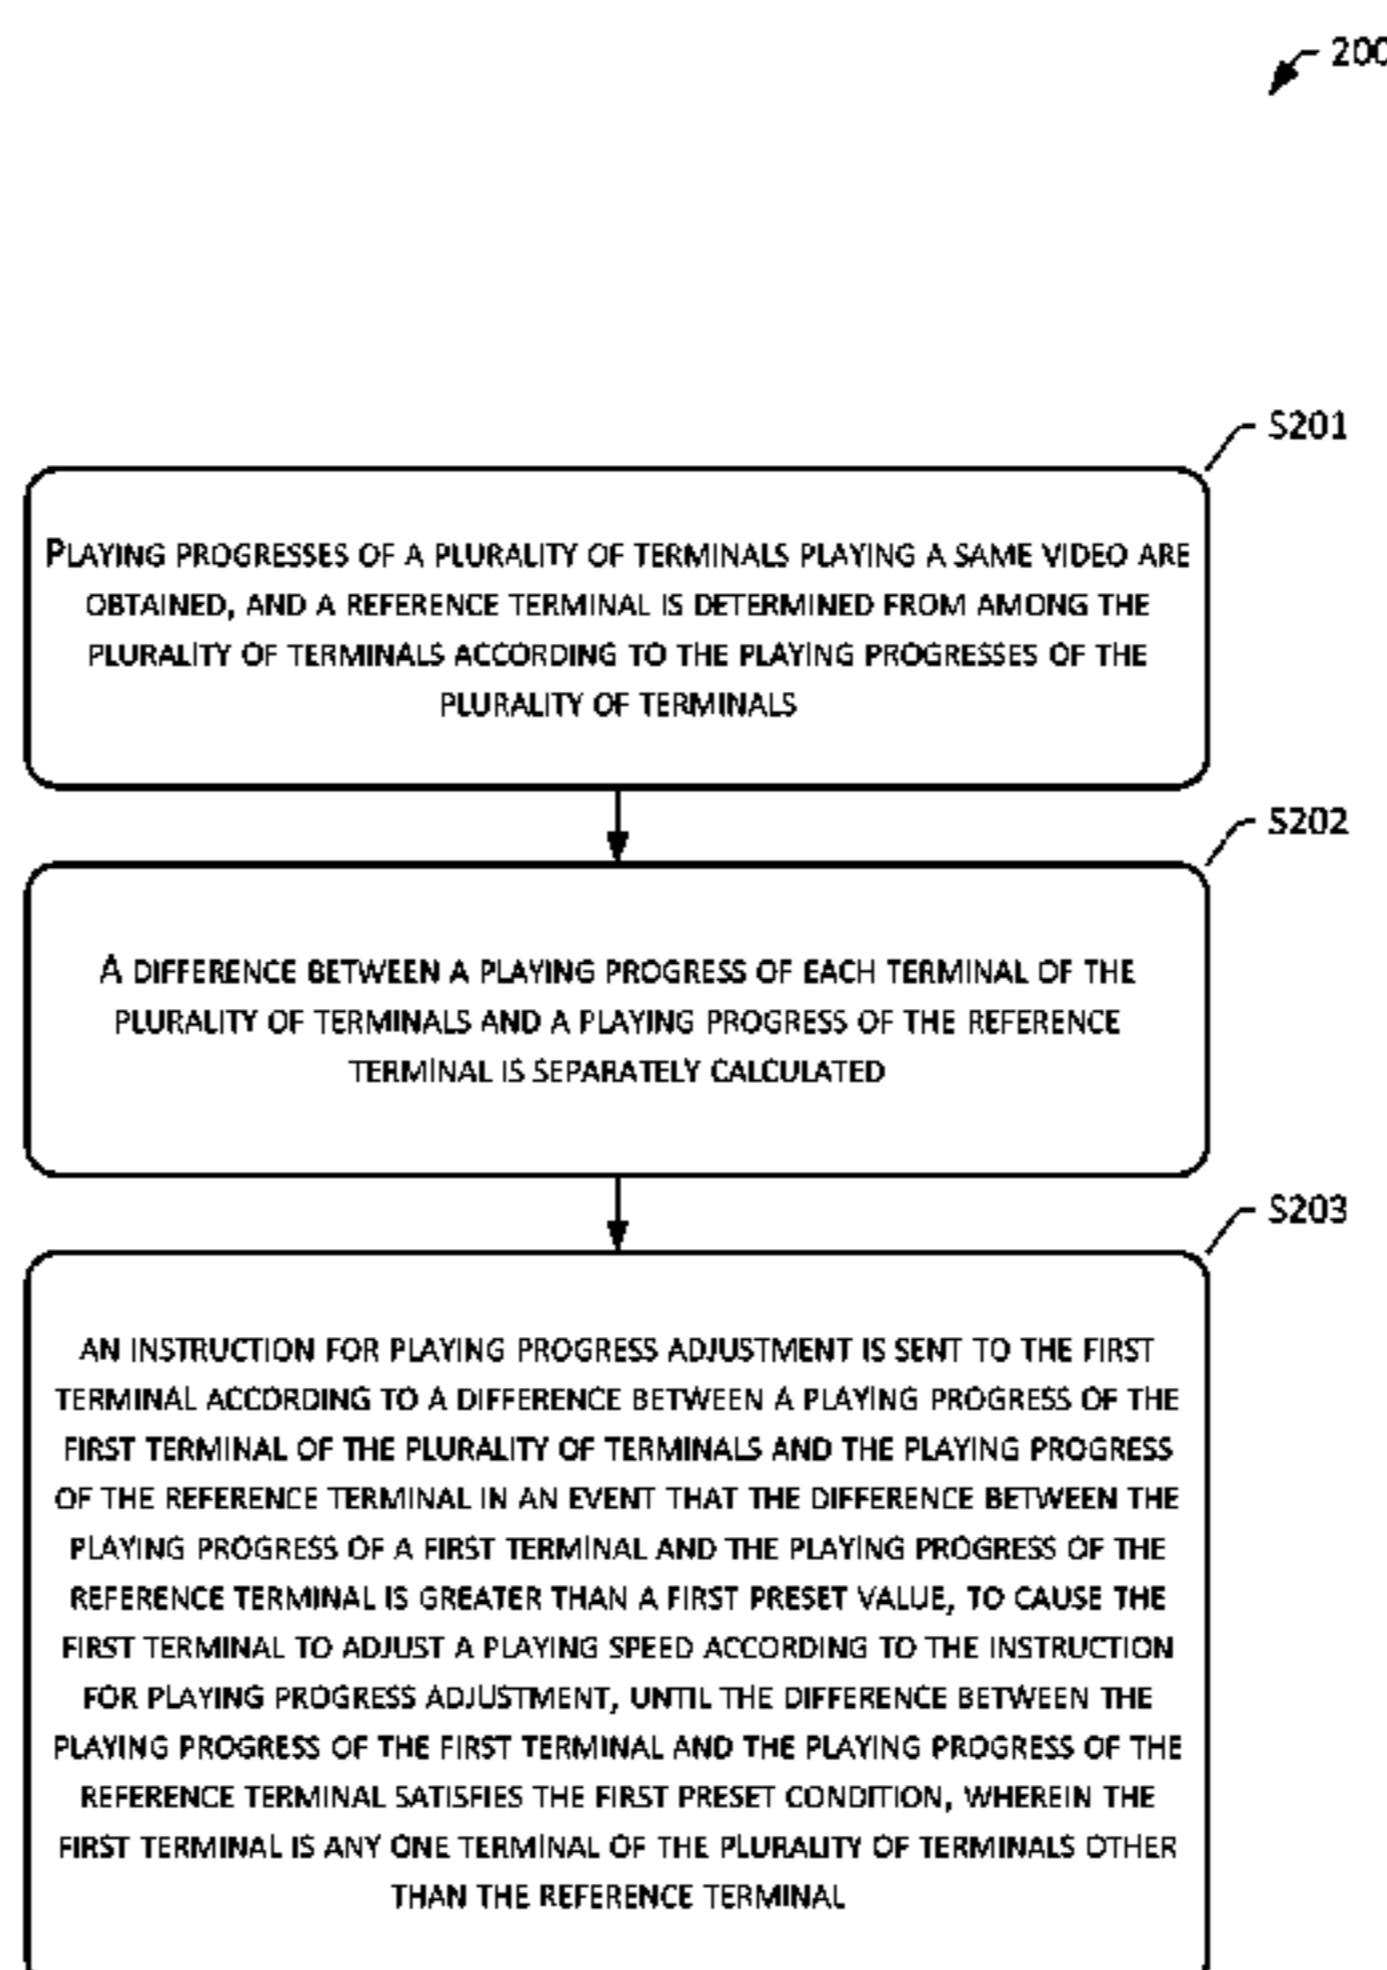 200
S201
PLAYING PROGRESSES OF A PLURALITY OF TERMINALS PLAYING A SAME VIDEO ARE
OBTAINED, AND A REFERENCE TERMINAL IS DETERMINED FROM AMONG THE
PLURALITY OF TERMINALS ACCORDING TO THE PLAYING PROGRESSES OF THE
PLURALITY OF TERMINALS
S202
A DIFFERENCE BETWEEN A PLAYING PROGRESS OF EACH TERMINAL OF THE
PLURALITY OF TERMINALS AND A PLAYING PROGRESS OF THE REFERENCE
TERMINAL IS SEPARATELY CALCULATED
S203
AN INSTRUCTION FOR PLAYING PROGRESS ADJUSTMENT IS SENT TO THE FIRST
TERMINAL ACCORDING TO A DIFFERENCE BETWEEN A PLAYING PROGRESS OF THE
FIRST TERMINAL OF THE PLURALITY OF TERMINALS AND THE PLAYING PROGRESS
OF THE REFERENCE TERMINAL IN AN EVENT THAT THE DIFFERENCE BETWEEN THE
PLAYING PROGRESS OF A FIRST TERMINAL AND THE PLAYING PROGRESS OF THE
REFERENCE TERMINAL IS GREATER THAN A FIRST PRESET VALUE, TO CAUSE THE
FIRST TERMINAL TO ADJUST A PLAYING SPEED ACCORDING TO THE INSTRUCTION
FOR PLAYING PROGRESS ADJUSTMENT, UNTIL THE DIFFERENCE BETWEEN THE
PLAYING PROGRESS OF THE FIRST TERMINAL AND THE PLAYING PROGRESS OF THE
REFERENCE TERMINAL SATISFIES THE FIRST PRESET CONDITION, WHEREIN THE
FIRST TERMINAL IS ANY ONE TERMINAL OF THE PLURALITY OF TERMINALS OTHER
THAN THE REFERENCE TERMINAL